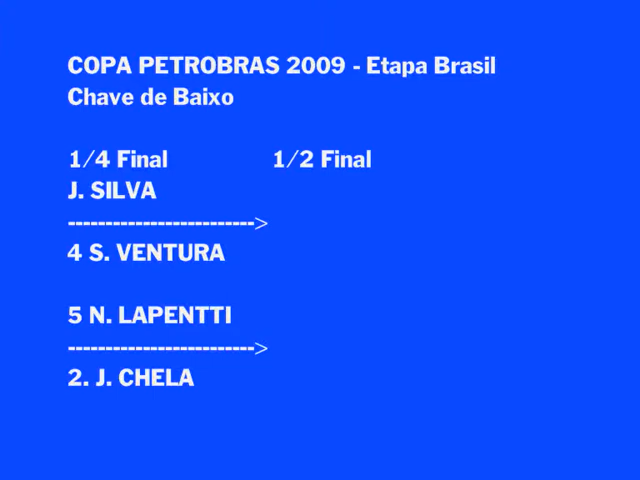 COPA PETROBRAS 2009 - Etapa Brasil
Chave de Baixo
1/4 Final 1/2 Final
J. SILVA
------------------------->
4 S. VENTURA
5 N. LAPENTTI
------------------------->
2. J. CHELA